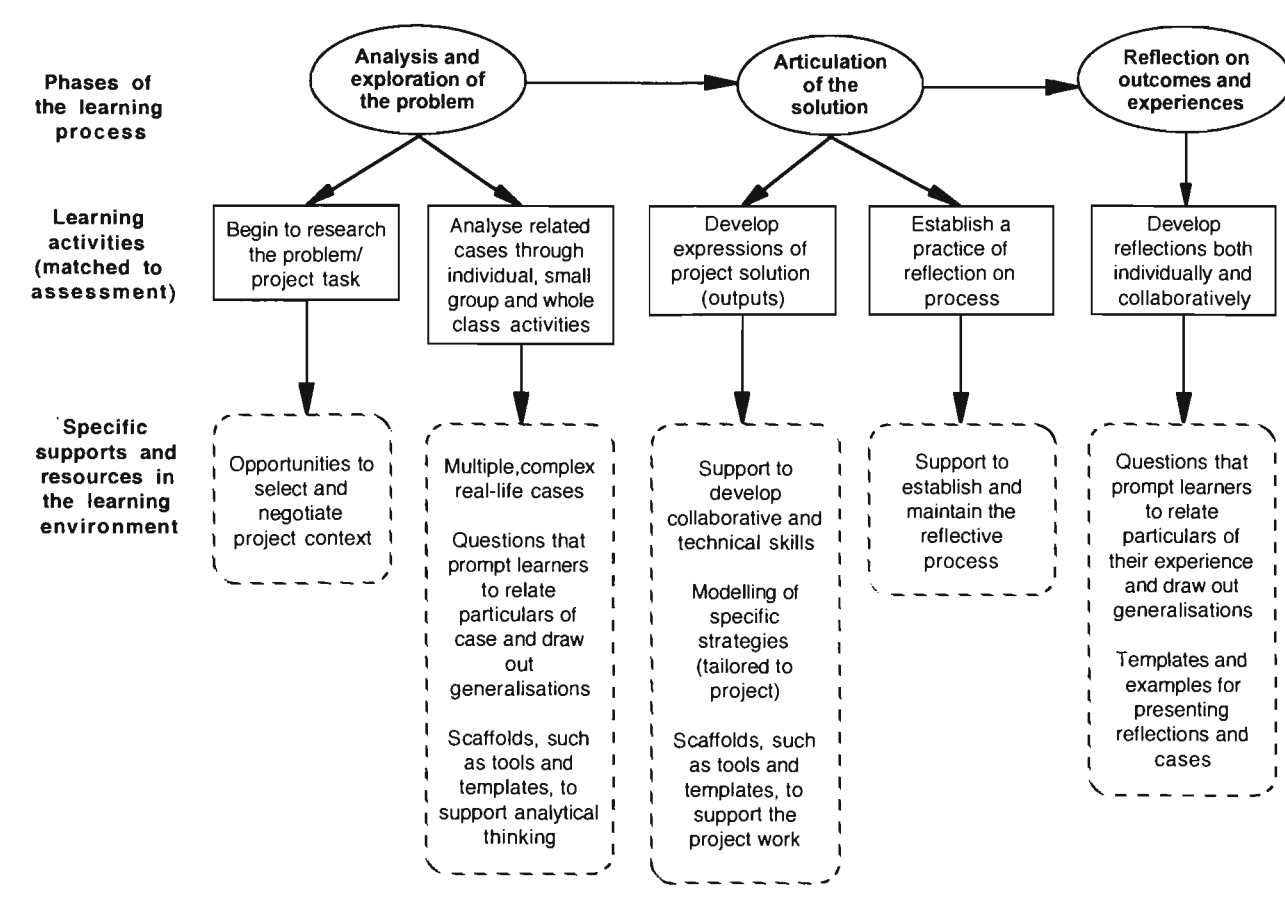 Phases of
the learning
process
Analysis and
exploration of
the problem
Articulation
of the
solution
Reflection on
outcomes and
experiences
Learning
activities
(matched to
assessment)
Begin to research
the problem/
project task
Analyse related
cases through
individual, small
group and whole
class activities
Develop
expressions of
project solution
(outputs)
Establish a
practice of
reflection on
process
Develop
reflections both
individually and
collaboratively
Specific
supports and
resources in
the learning
environment
Opportunities to
select and
negotiate
project context
Multiple,complex
real-life cases
Questions that
prompt learners
to relate
particulars of
case and draw
out
generalisations
Scaffolds, such
as tools and
templates, to
support analytical
thinking
Support to
develop
collaborative and
technical skills
Modelling of
specific
strategies
(tailored to
project)
Scaffolds, such
as tools and
templates, to
support the
project work
Support to
establish and
maintain the
reflective
process
Questions that
prompt learners
to relate
particulars of
their experience
and draw out
generalisations
Templates and
examples for
presenting
reflections and
cases